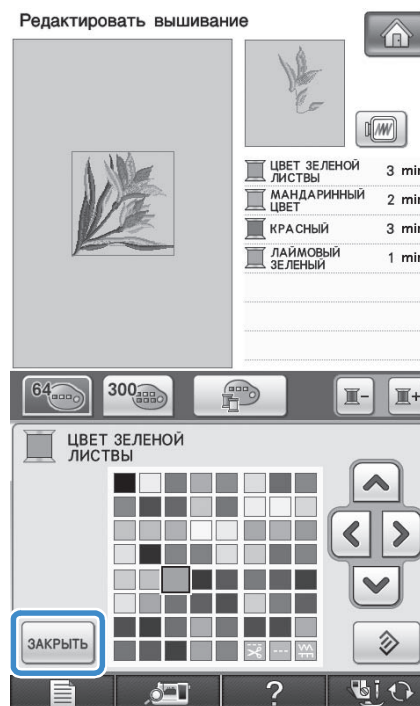 Редактировать вышивание
ЦВЕТ ЗЕЛЕНОЙ
ЛИСТВЫ
3 min
МАНДАРИННЫЙ
ЦВЕТ
2 min
КРАСНЫЙ
3 min
ЛАЙМОВЫЙ
ЗЕЛЕНЫЙ
1 min
64
300
ЦВЕТ ЗЕЛЕНОЙ
ЛИСТВЫ
ЗАКРЫТЬ
?